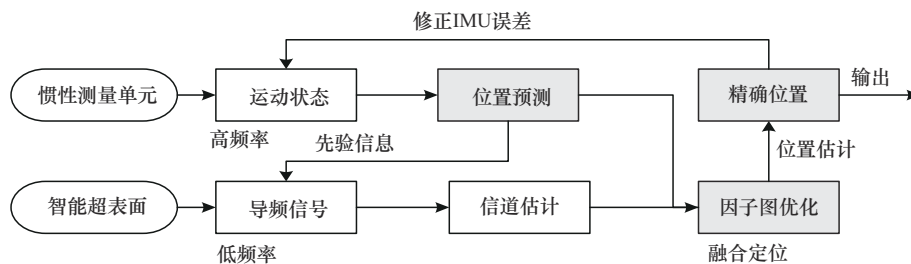 修正IMU误差
惯性测量单元
运动状态
位置预测
精确位置
输出
高频率
先验信息
位置估计
智能超表面
导频信号
信道估计
因子图优化
低频率
融合定位